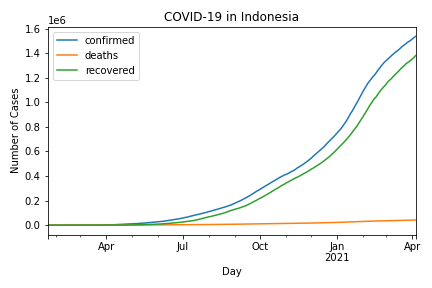 COVID-19 in Indonesia
1e6
confirmed
deaths
recovered
Number of Cases
1.6
1.4
1.2
1.0
0.8
0.6
0.4
0.2
0.0
Apr Jul Oct Jan Apr
2021
Day